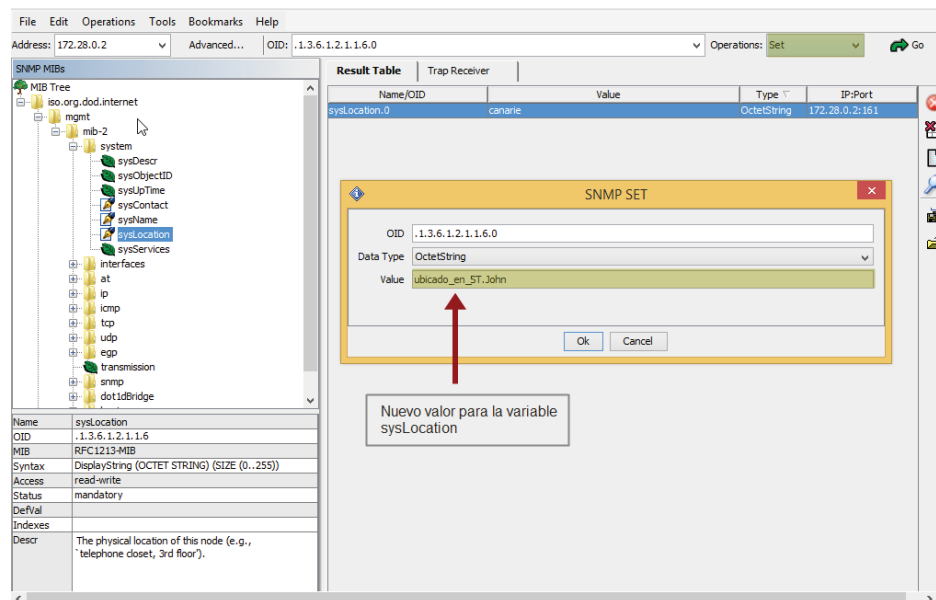 File Edit Operations Tools Bookmarks Help
Address: 172.28.0.2 Advanced... OID: .1.3.6.1.2.1.1.6.0 Operations: Set Go
SNMP MIBs
MIB Tree
iso.org.dod.internet
mgmt
mib-2
system
sysDescr
sysObjectID
sysUpTime
sysContact
sysName
sysLocation
sysServices
interfaces
at
ip
icmp
tcp
udp
egp
transmission
snmp
dot1dBridge
Name sysLocation
OID .1.3.6.1.2.1.1.6
MIB RFC1213-MIB
Syntax DisplayString (OCTET STRING) (SIZE (0..255))
Access read-write
Status mandatory
DefVal
Indexes
Descr The physical location of this node (e.g.,
`telephone closet, 3rd floor').
Result Table Trap Receiver
Name/OID Value Type IP:Port
sysLocation.0 canarie OctetString 172.28.0.2:161
SNMP SET
OID .1.3.6.1.2.1.1.6.0
Data Type OctetString
Value ubicado_en_ST.John
Ok Cancel
Nuevo valor para la variable
sysLocation